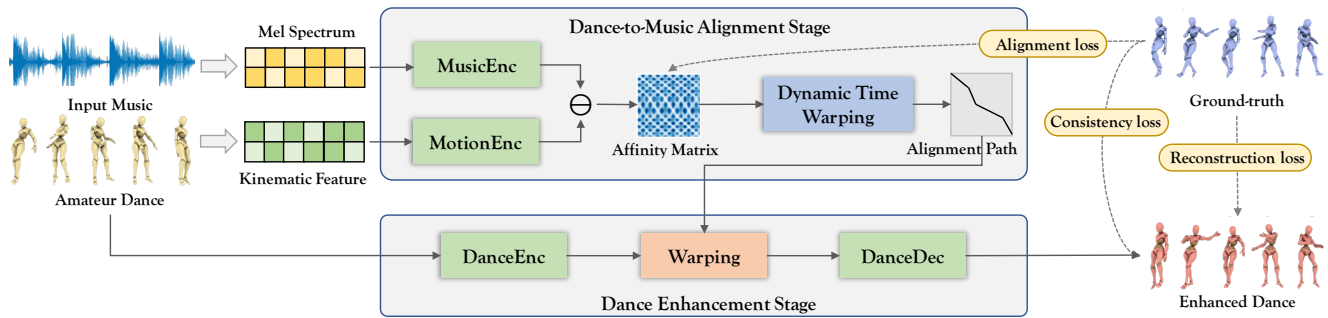 Mel Spectrum
Dance-to-Music Alignment Stage
Alignment loss
MusicEnc
Input Music
Dynamic Time
Warping
Ground-truth
Consistency loss
MotionEnc
Affinity Matrix
Alignment Path
Reconstruction loss
Kinematic Feature
Amateur Dance
DanceEnc
Warping
DanceDec
Dance Enhancement Stage
Enhanced Dance